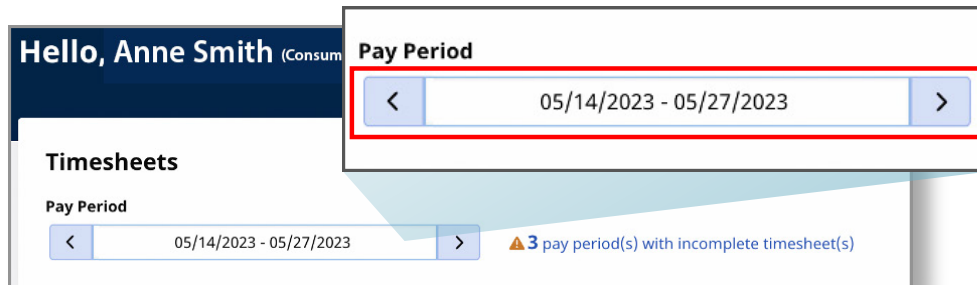 Hello, Anne Smith (Consum
Pay Period
05/14/2023 - 05/27/2023
Timesheets
Pay Period
05/14/2023 - 05/27/2023
3 pay period(s) with incomplete timesheet(s)